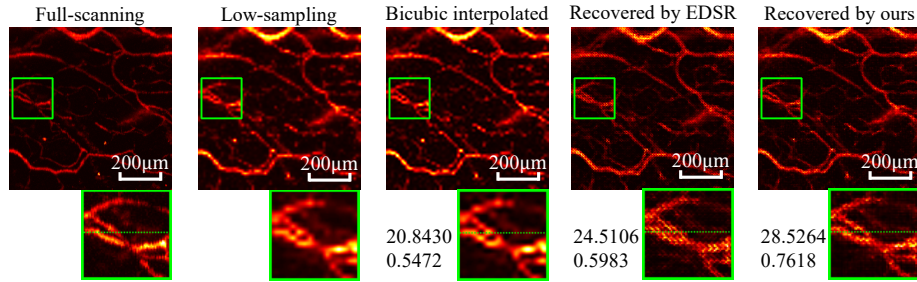 Full-scanning Low-sampling Bicubic interpolated Recovered by EDSR Recovered by ours
200μm 200μm 200μm 200μm 200μm
20.8430 24.5106 28.5264
0.5472 0.5983 0.7618